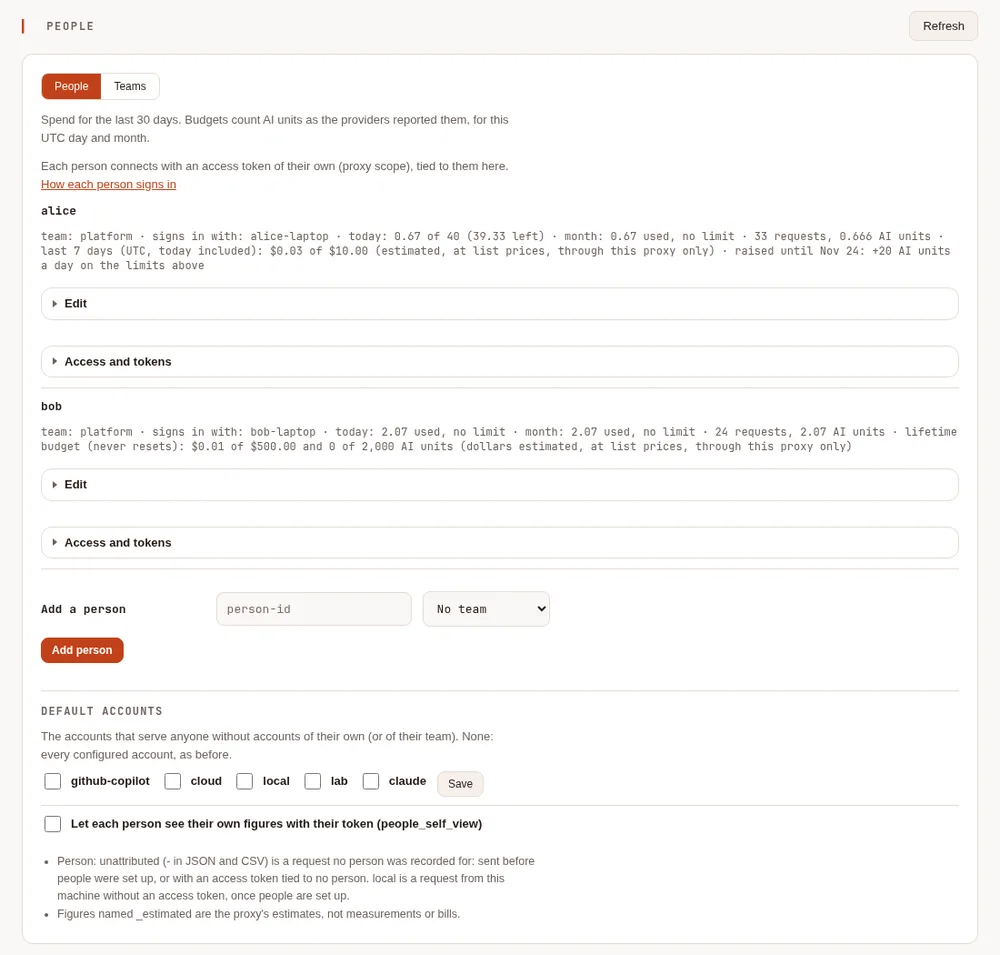 PEOPLE
Refresh
People
Teams
Spend for the last 30 days. Budgets count AI units as the providers reported them, for this
UTC day and month.
Each person connects with an access token of their own (proxy scope), tied to them here.
How each person signs in
alice
team: platform · signs in with: alice-laptop · today: 0.67 of 40 (39.33 left) · month: 0.67 used, no limit · 33 requests, 0.666 AI units ·
last 7 days (UTC, today included): $0.03 of $10.00 (estimated, at list prices, through this proxy only) · raised until Nov 24: +20 AI units
a day on the limits above
Edit
Access and tokens
bob
team: platform · signs in with: bob-laptop · today: 2.07 used, no limit · month: 2.07 used, no limit · 24 requests, 2.07 AI units · lifetime
budget (never resets): $0.01 of $500.00 and 0 of 2,000 AI units (dollars estimated, at list prices, through this proxy only)
Edit
Access and tokens
Add a person
person-id
No team
Add person
DEFAULT ACCOUNTS
The accounts that serve anyone without accounts of their own (or of their team). None:
every configured account, as before.
github-copilot
cloud
local
lab
claude
Save
Let each person see their own figures with their token (people_self_view)
• Person: unattributed (- in JSON and CSV) is a request no person was recorded for: sent before
people were set up, or with an access token tied to no person. local is a request from this
machine without an access token, once people are set up.
• Figures named _estimated are the proxy's estimates, not measurements or bills.